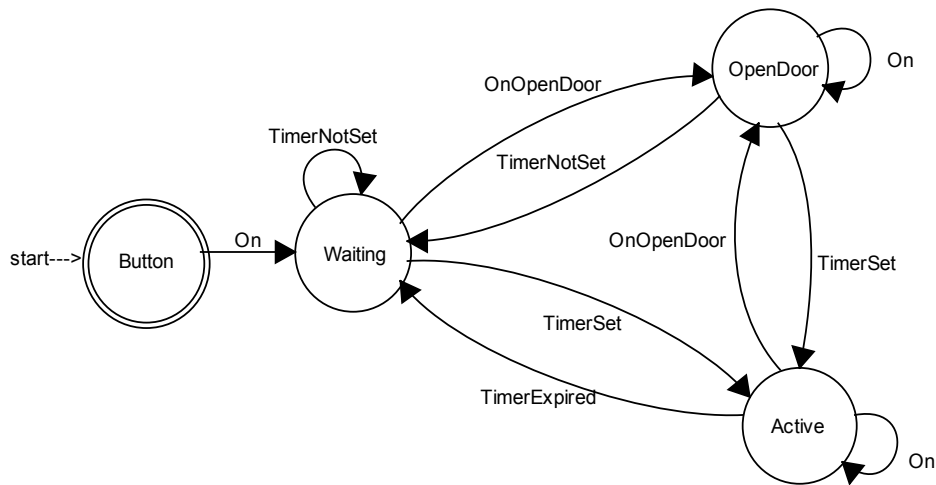 OpenDoor
On
OnOpenDoor
TimerNotSet
TimerNotSet
On
Waiting
OnOpenDoor
start--->
Button
TimerSet
TimerSet
TimerExpired
Active
On